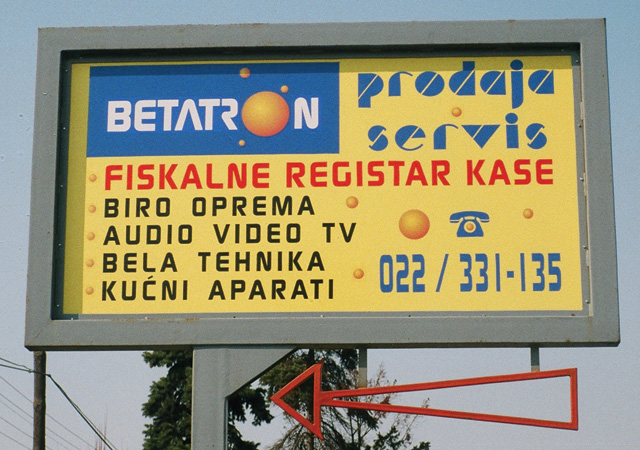 BETATRON
prodaja
servis
FISKALNE REGISTAR KASE
BIRO OPREMA
AUDIO VIDEO TV
BELA TEHNIKA
KUĆNI APARATI
022 / 331-135